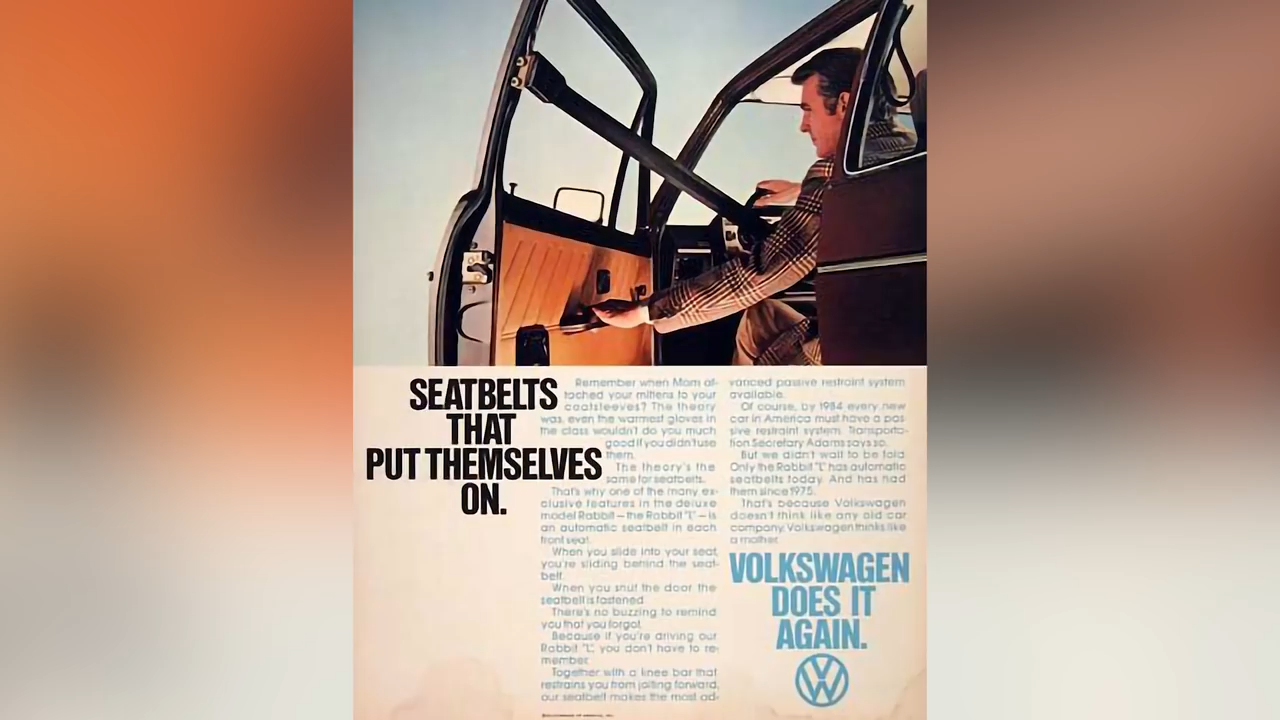 SEATBELTS
THAT
PUT THEMSELVES
ON.
Remember when Mom at-
tached your mittens to your
coatsleeves? The theory
was, even the warmest gloves in
the class wouldn't do you much
good if you didn't use
them.
The theory's the
same for seatbelts.
That's why one of the many ex-
clusive features in the deluxe
model Rabbit — the Rabbit "L" — is
an automatic seatbelt in each
front seat.
When you slide into your seat,
you're sliding behind the seat-
belt.
When you shut the door the
seatbelt is fastened.
There's no buzzing to remind
you that you forgot.
Because if you're driving our
Rabbit "L", you don't have to re-
member.
Together with a knee bar that
restrains you from jolting forward,
our seatbelt makes the most ad-
vanced passive restraint system
available.
Of course, by 1984 every new
car in America must have a pas-
sive restraint system. Transporta-
tion Secretary Adams says so.
But we didn't wait to be told.
Only the Rabbit "L" has automatic
seatbelts today. And has had
them since 1975.
That's because Volkswagen
doesn't think like any old car
company. Volkswagen thinks like
a mother.
VOLKSWAGEN
DOES IT
AGAIN.
VW
©VOLKSWAGEN OF AMERICA, INC.